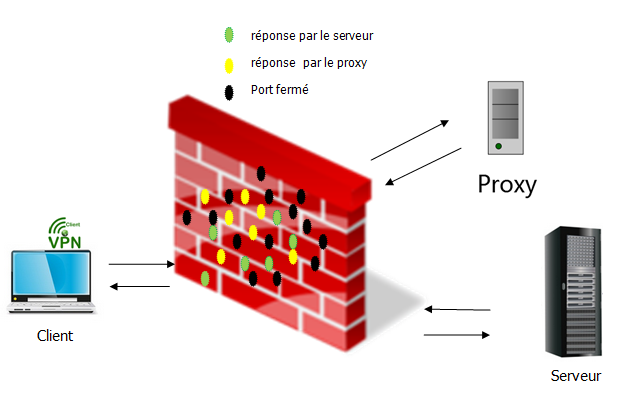 réponse par le serveur
réponse par le proxy
Port fermé
Proxy
Client
VPN
Client
Serveur